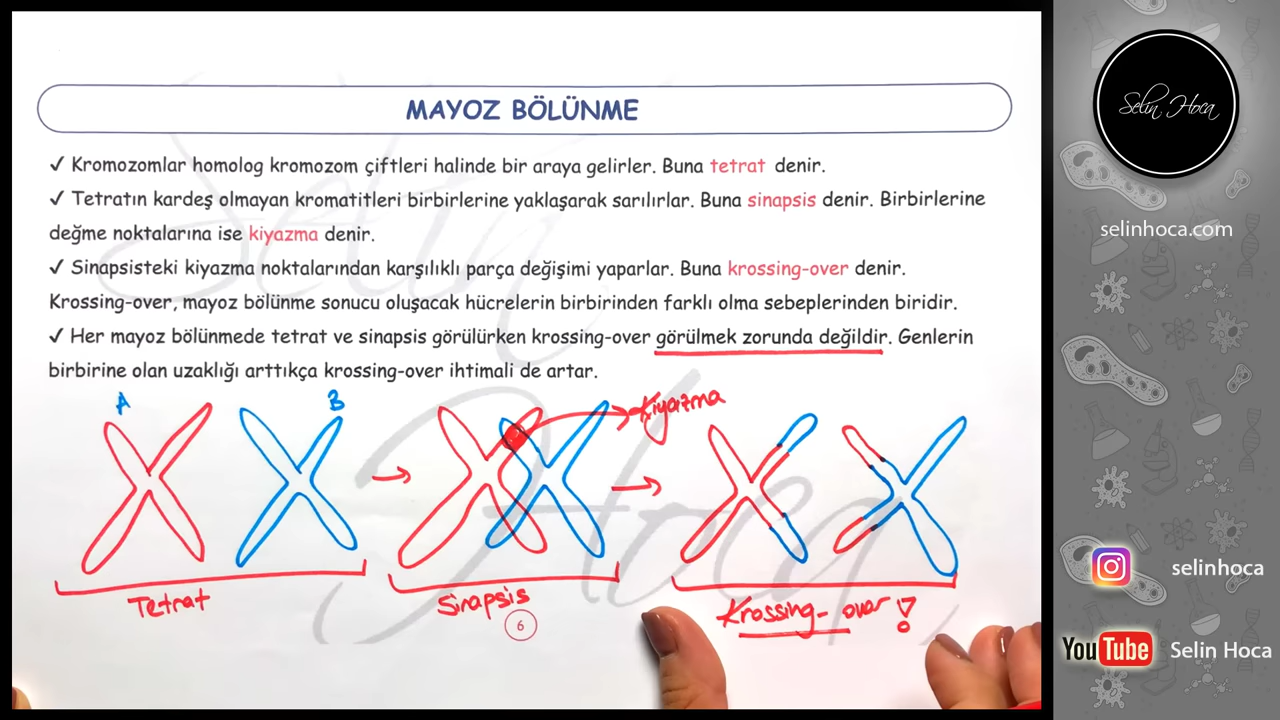 MAYOZ BÖLÜNME
✓ Kromozomlar homolog kromozom çiftleri halinde bir araya gelirler. Buna tetrat denir.
✓ Tetratın kardeş olmayan kromatitleri birbirlerine yaklaşarak sarılırlar. Buna sinapsis denir. Birbirlerine
değme noktalarına ise kiyazma denir.
✓ Sinapsisteki kiyazma noktalarından karşılıklı parça değişimi yaparlar. Buna krossing-over denir.
Krossing-over, mayoz bölünme sonucu oluşacak hücrelerin birbirinden farklı olma sebeplerinden biridir.
✓ Her mayoz bölünmede tetrat ve sinapsis görülürken krossing-over görülmek zorunda değildir. Genlerin
birbirine olan uzaklığı arttıkça krossing-over ihtimali de artar.
A
B
Kiyazma
Tetrat
Sinapsis
Krossing-over !
6
Selin Hoca
Selin Hoca
selinhoca.com
selinhoca
YouTube Selin Hoca